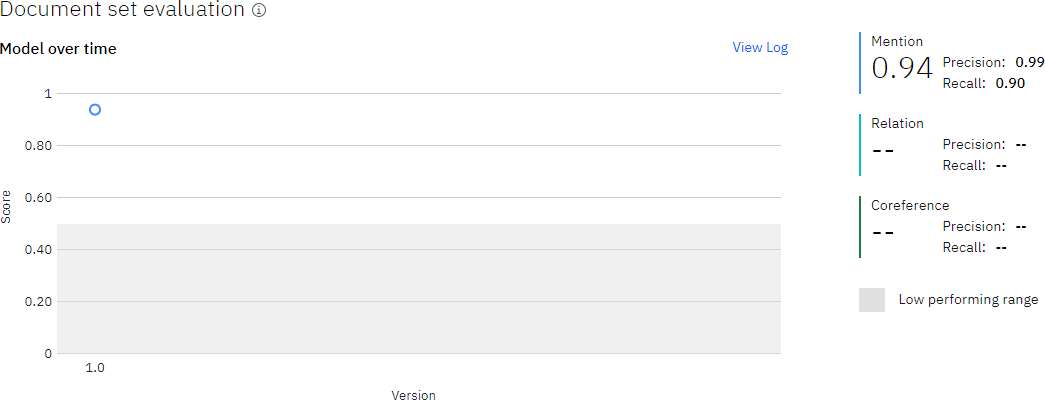 Document set evaluation
Model over time
View Log
1
0.80
0.60
0.40
0.20
0
Score
1.0
Version
Mention
0.94
Precision: 0.99
Recall: 0.90
Relation
--
Precision: --
Recall: --
Coreference
--
Precision: --
Recall: --
Low performing range